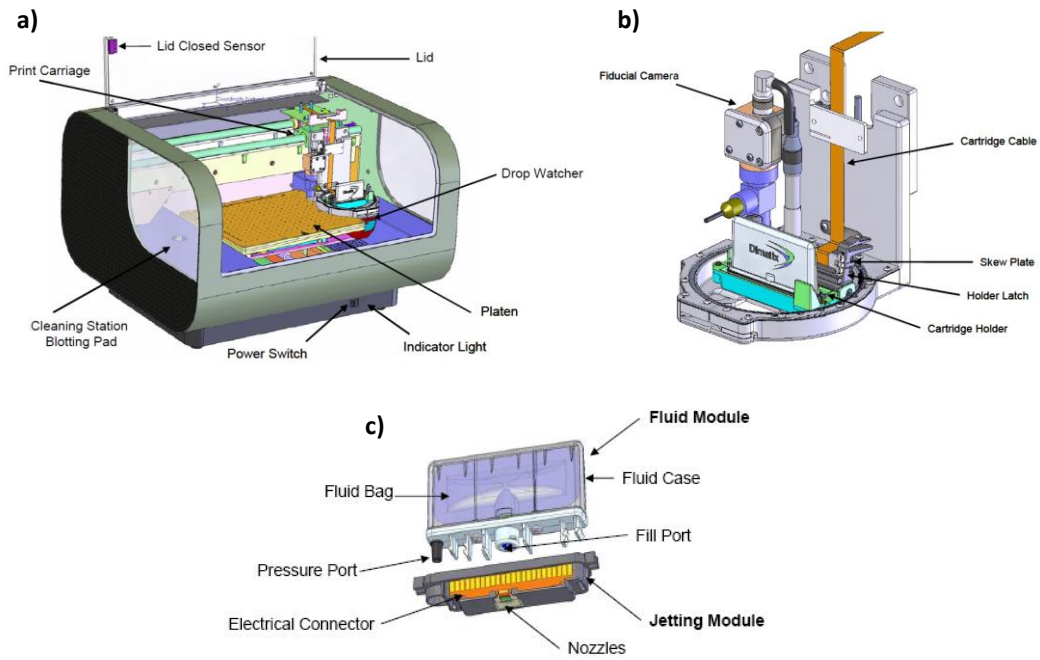 a)
Lid Closed Sensor
Lid
Print Carriage
Drop Watcher
Platen
Cleaning Station
Blotting Pad
Power Switch
Indicator Light
b)
Fiducial Camera
Cartridge Cable
Dimatix
Skew Plate
Holder Latch
Cartridge Holder
c)
Fluid Module
Fluid Bag
Fluid Case
Fill Port
Pressure Port
Electrical Connector
Jetting Module
Nozzles